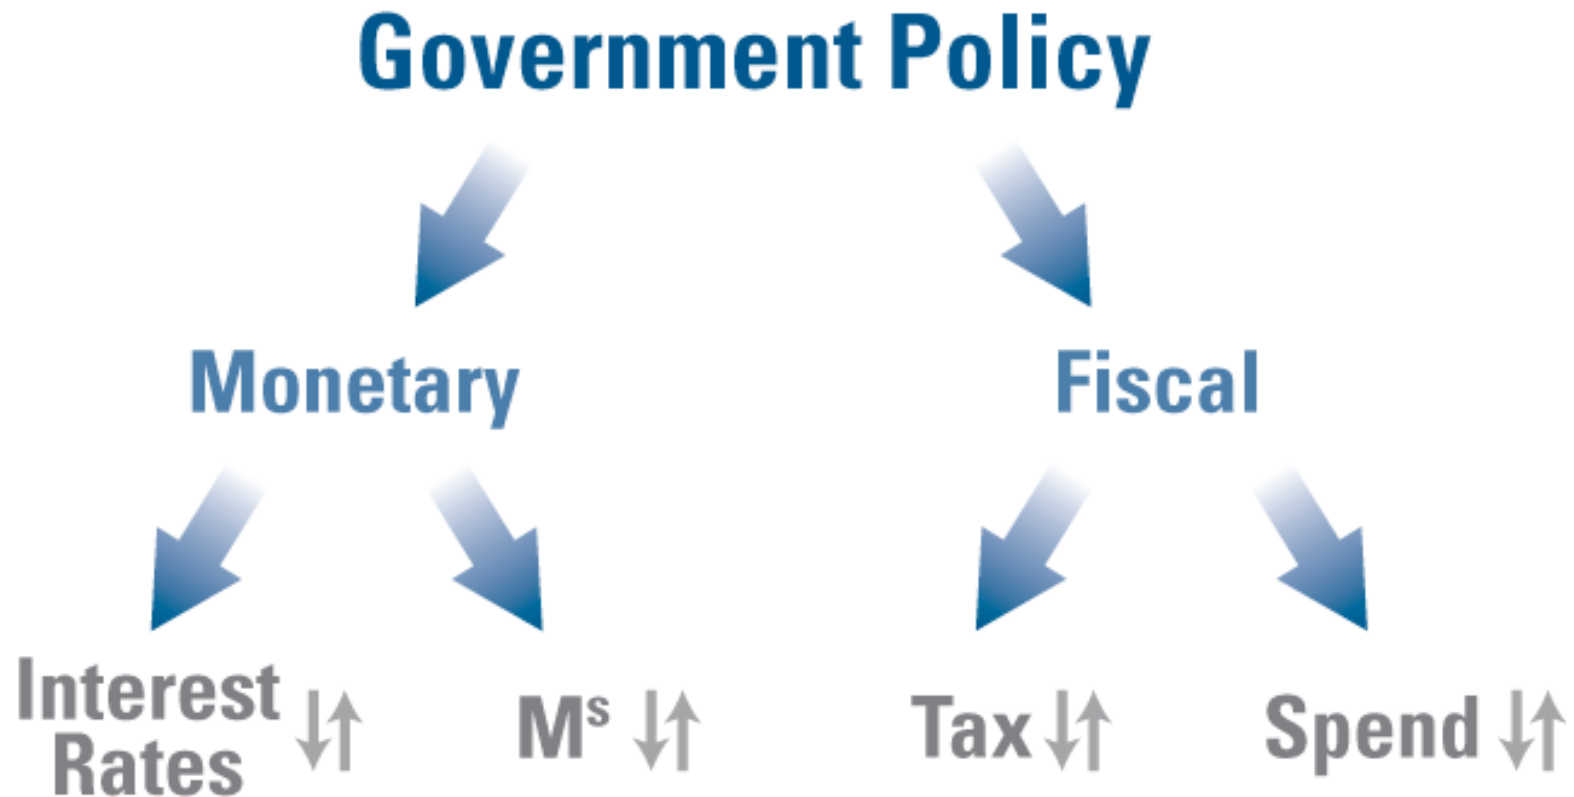 Government Policy
Monetary
Fiscal
Interest
Rates
Mˢ
Tax
Spend